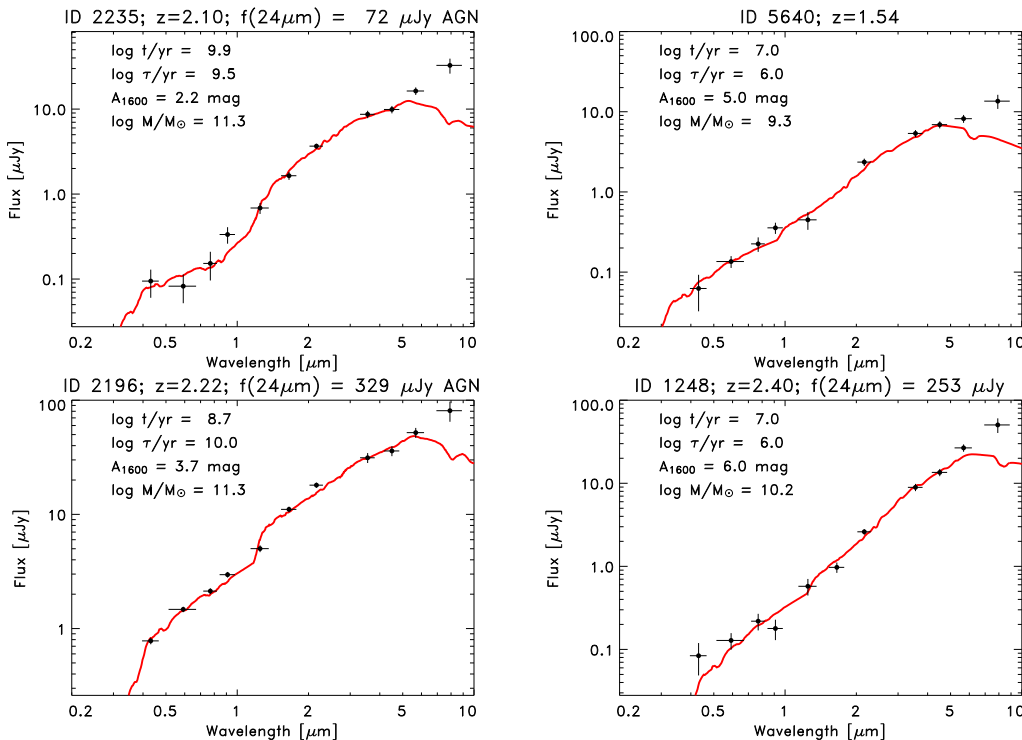 ID 2235; z=2.10; f(24μm) = 72 μJy AGN
log t/yr = 9.9
log τ/yr = 9.5
A1600 = 2.2 mag
log M/M⊙ = 11.3
10.0
1.0
0.1
Flux [μJy]
0.2 1 2 5 10
Wavelength [μm]
ID 5640; z=1.54
log t/yr = 7.0
log τ/yr = 6.0
A1600 = 5.0 mag
log M/M⊙ = 9.3
100.0
10.0
1.0
0.1
Flux [μJy]
0.2 1 2 5 10
Wavelength [μm]
ID 2196; z=2.22; f(24μm) = 329 μJy AGN
log t/yr = 8.7
log τ/yr = 10.0
A1600 = 3.7 mag
log M/M⊙ = 11.3
100
10
1
Flux [μJy]
0.2 1 2 5 10
Wavelength [μm]
ID 1248; z=2.40; f(24μm) = 253 μJy
log t/yr = 7.0
log τ/yr = 6.0
A1600 = 6.0 mag
log M/M⊙ = 10.2
100.0
10.0
1.0
0.1
Flux [μJy]
0.2 1 2 5 10
Wavelength [μm]